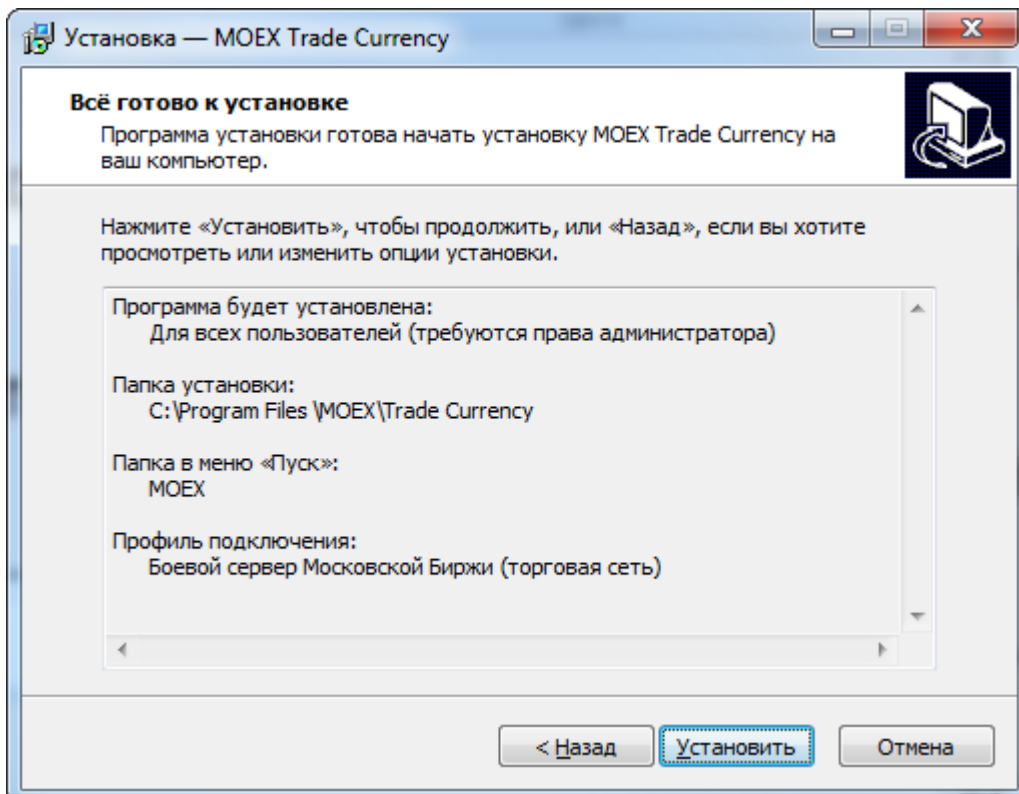 Установка — MOEX Trade Currency
Всё готово к установке
Программа установки готова начать установку MOEX Trade Currency на
ваш компьютер.
Нажмите «Установить», чтобы продолжить, или «Назад», если вы хотите
просмотреть или изменить опции установки.
Программа будет установлена:
Для всех пользователей (требуются права администратора)
Папка установки:
C:\Program Files \MOEX\Trade Currency
Папка в меню «Пуск»:
MOEX
Профиль подключения:
Боевой сервер Московской Биржи (торговая сеть)
< Назад
Установить
Отмена